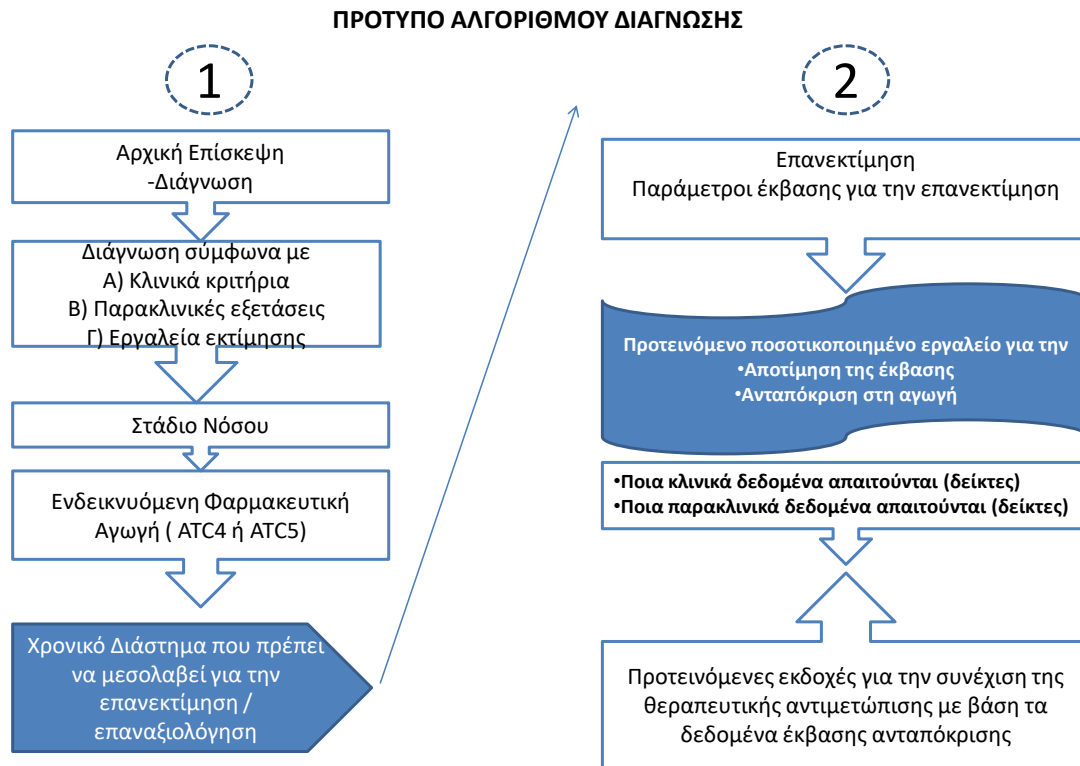 ΠΡΟΤΥΠΟ ΑΛΓΟΡΙΘΜΟΥ ΔΙΑΓΝΩΣΗΣ
1
Αρχική Επίσκεψη
-Διάγνωση
Διάγνωση σύμφωνα με
Α) Κλινικά κριτήρια
Β) Παρακλινικές εξετάσεις
Γ) Εργαλεία εκτίμησης
Στάδιο Νόσου
Ενδεικνυόμενη Φαρμακευτική
Αγωγή ( ATC4 ή ATC5)
Χρονικό Διάστημα που πρέπει
να μεσολαβεί για την
επανεκτίμηση /
επαναξιολόγηση
2
Επανεκτίμηση
Παράμετροι έκβασης για την επανεκτίμηση
Προτεινόμενο ποσοτικοποιημένο εργαλείο για την
•Αποτίμηση της έκβασης
•Ανταπόκριση στη αγωγή
•Ποια κλινικά δεδομένα απαιτούνται (δείκτες)
•Ποια παρακλινικά δεδομένα απαιτούνται (δείκτες)
Προτεινόμενες εκδοχές για την συνέχιση της
θεραπευτικής αντιμετώπισης με βάση τα
δεδομένα έκβασης ανταπόκρισης